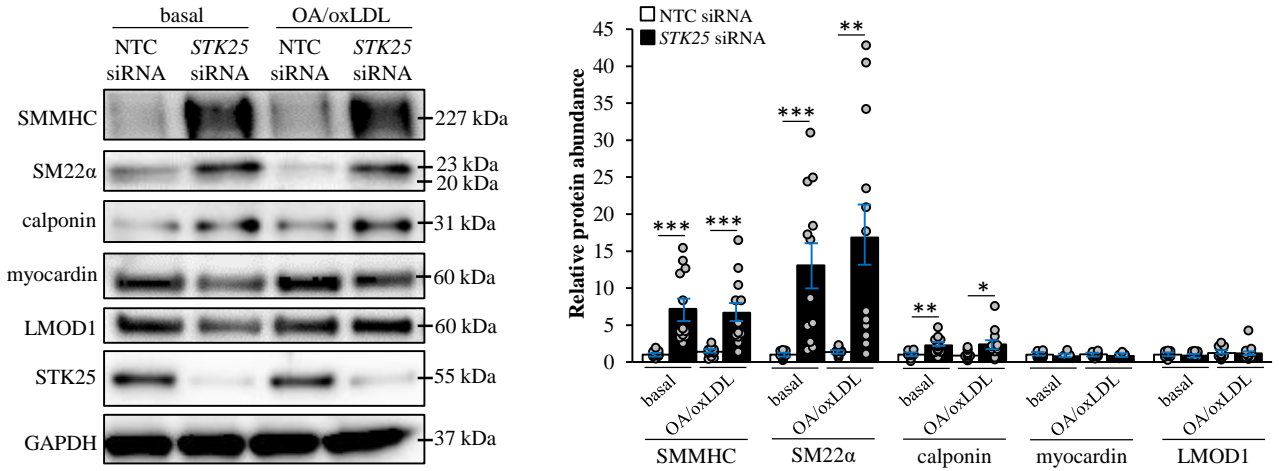 basal OA/oxLDL
NTC siRNA STK25 siRNA NTC siRNA STK25 siRNA
SMMHC 227 kDa
SM22α 23 kDa
20 kDa
calponin 31 kDa
myocardin 60 kDa
LMOD1 60 kDa
STK25 55 kDa
GAPDH 37 kDa
NTC siRNA
STK25 siRNA
Relative protein abundance
45
40
35
30
25
20
15
10
5
0
*** *** *** ** ** *
basal OA/oxLDL basal OA/oxLDL basal OA/oxLDL basal OA/oxLDL basal OA/oxLDL
SMMHC SM22α calponin myocardin LMOD1